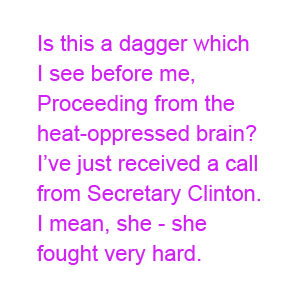 Is this a dagger which
I see before me,
Proceeding from the
heat-oppressed brain?
I’ve just received a call
from Secretary Clinton.
I mean, she - she
fought very hard.